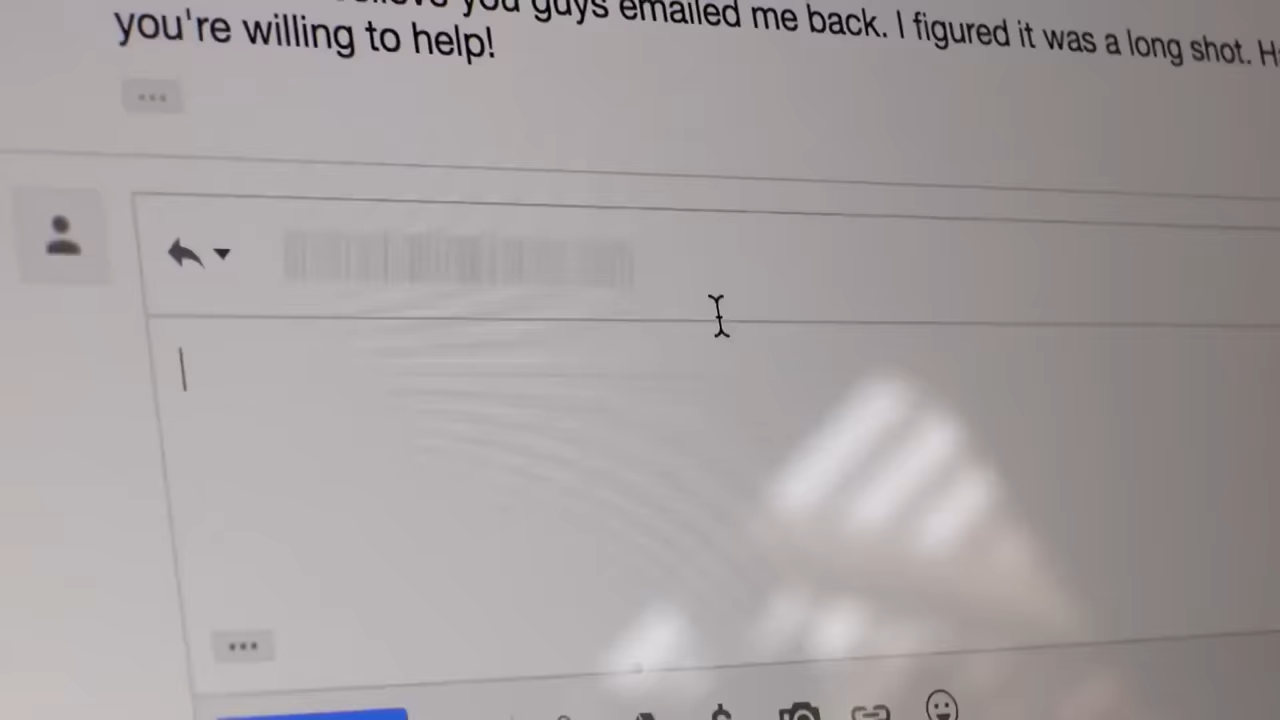 you guys emailed me back. I figured it was a long shot.
you're willing to help!